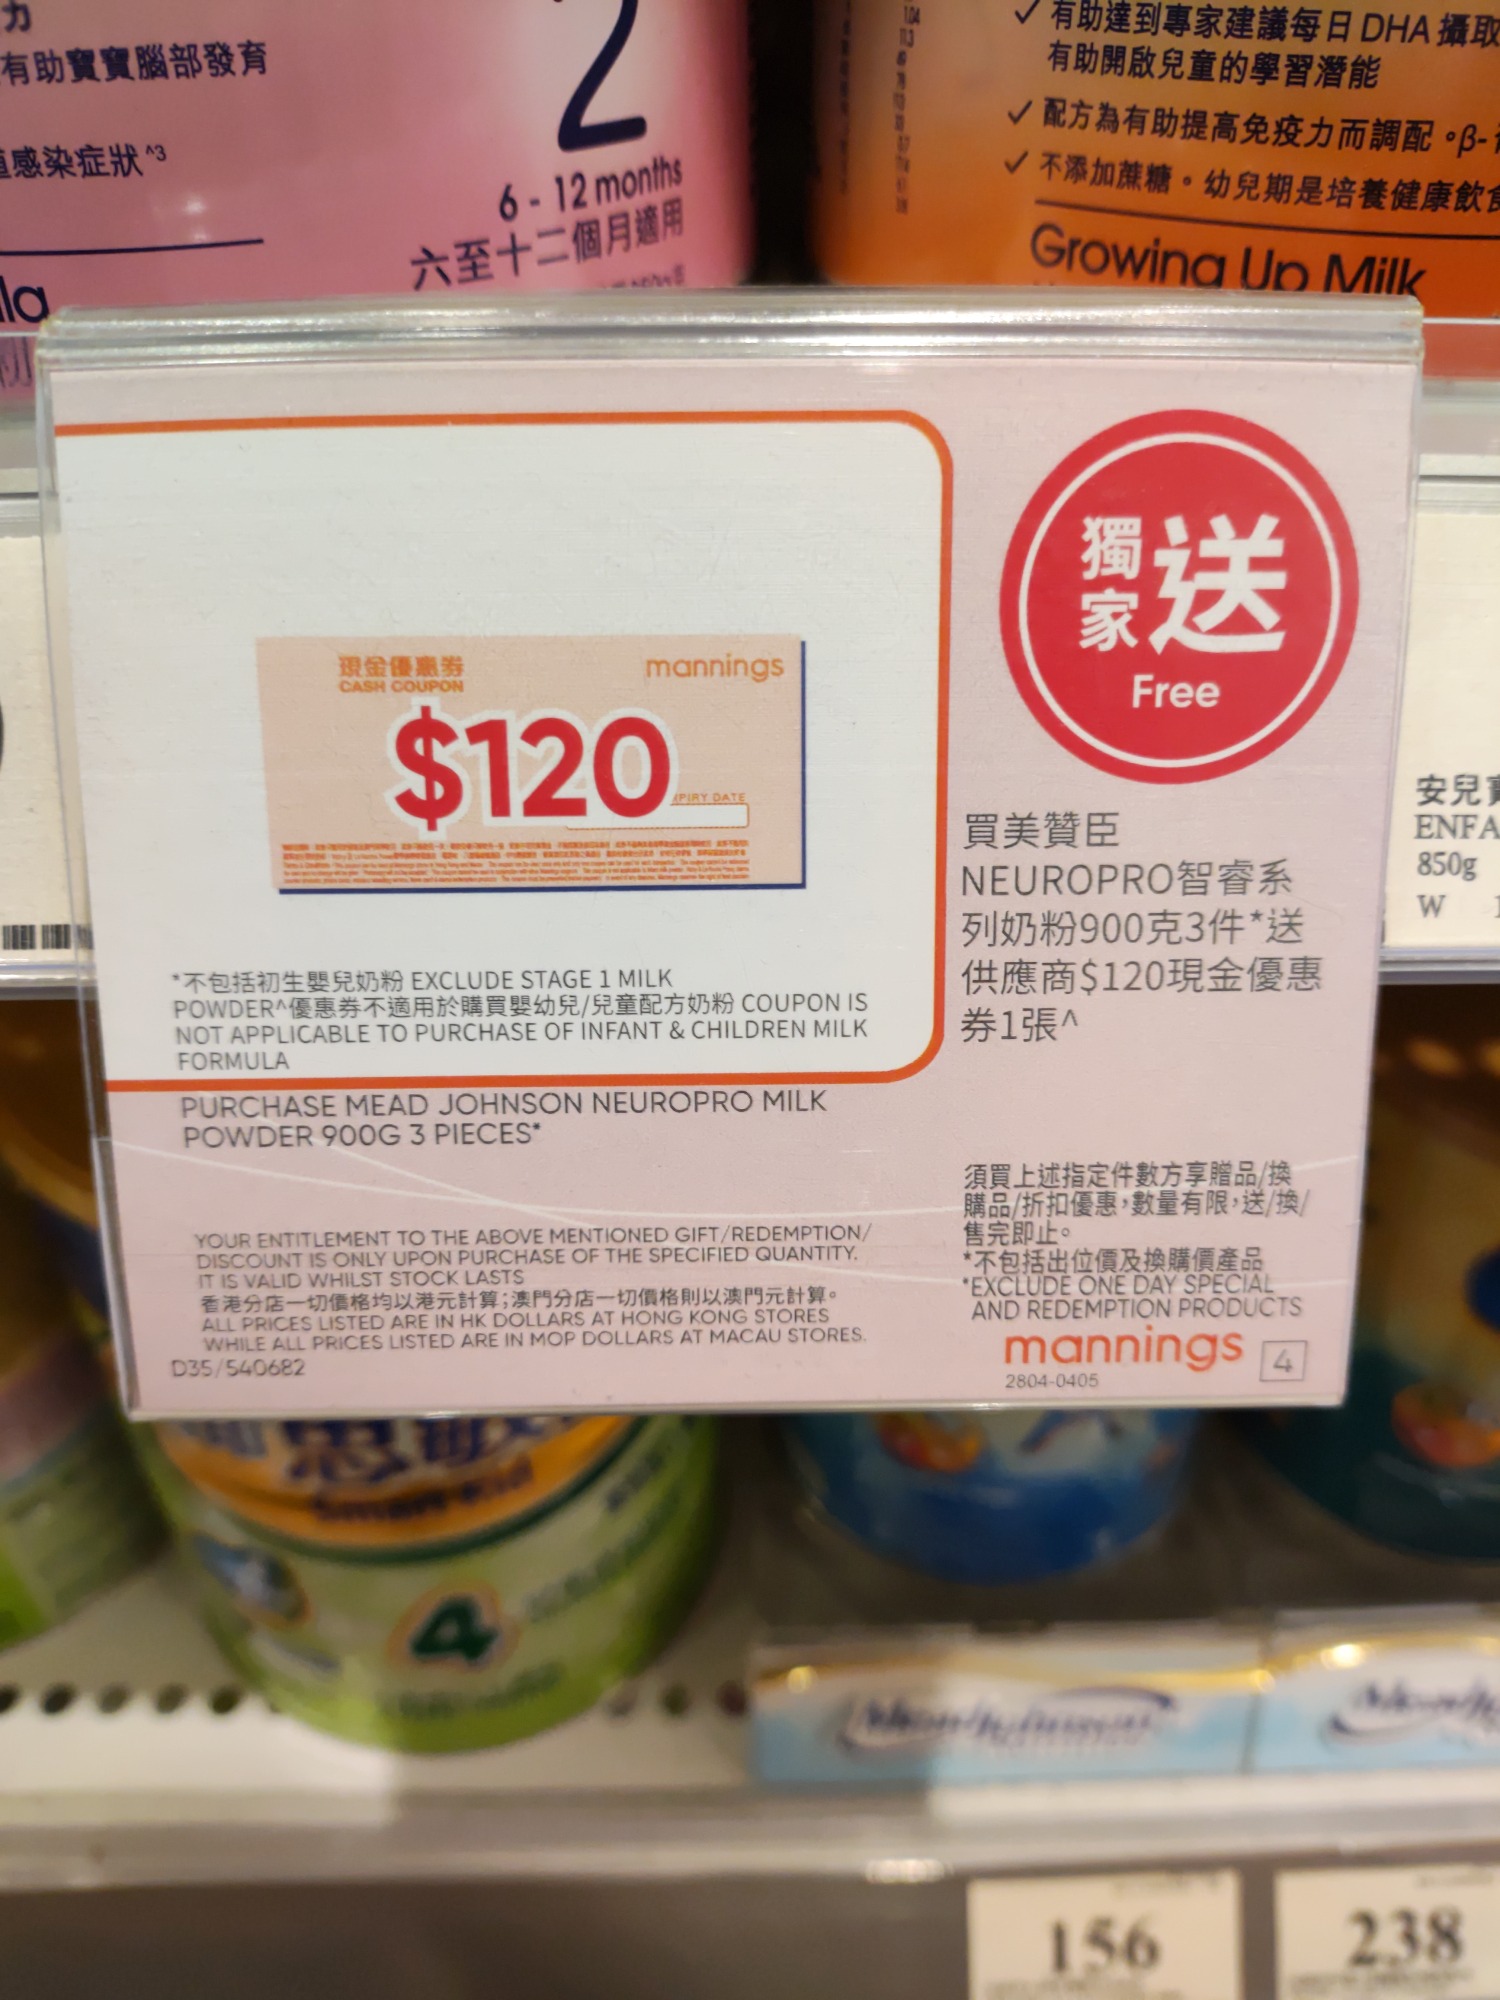 力
有助寶寶腦部發育
感染症狀^3
2
6 - 12 months
六至十二個月適用
有助達到專家建議每日DHA攝取
有助開啟兒童的學習潛能
配方為有助提高免疫力而調配。β-
不添加蔗糖。幼兒期是培養健康飲食
Growing Up Milk
獨家送
Free
現金優惠券
CASH COUPON
mannings
$120
EXPIRY DATE
*不包括初生嬰兒奶粉 EXCLUDE STAGE 1 MILK
POWDER^優惠券不適用於購買嬰幼兒/兒童配方奶粉 COUPON IS
NOT APPLICABLE TO PURCHASE OF INFANT & CHILDREN MILK
FORMULA
PURCHASE MEAD JOHNSON NEUROPRO MILK
POWDER 900G 3 PIECES*
買美贊臣
NEUROPRO智睿系
列奶粉900克3件*送
供應商$120現金優惠
券1張^
YOUR ENTITLEMENT TO THE ABOVE MENTIONED GIFT/REDEMPTION/
DISCOUNT IS ONLY UPON PURCHASE OF THE SPECIFIED QUANTITY.
IT IS VALID WHILST STOCK LASTS
香港分店一切價格均以港元計算;澳門分店一切價格則以澳門元計算。
ALL PRICES LISTED ARE IN HK DOLLARS AT HONG KONG STORES
WHILE ALL PRICES LISTED ARE IN MOP DOLLARS AT MACAU STORES.
D35/540682
須買上述指定件數方享贈品/換
購品/折扣優惠,數量有限,送/換/
售完即止。
*不包括出位價及換購價產品
*EXCLUDE ONE DAY SPECIAL
AND REDEMPTION PRODUCTS
mannings 4
2804-0405
安兒寶
ENFA
850g
W
4
156
238